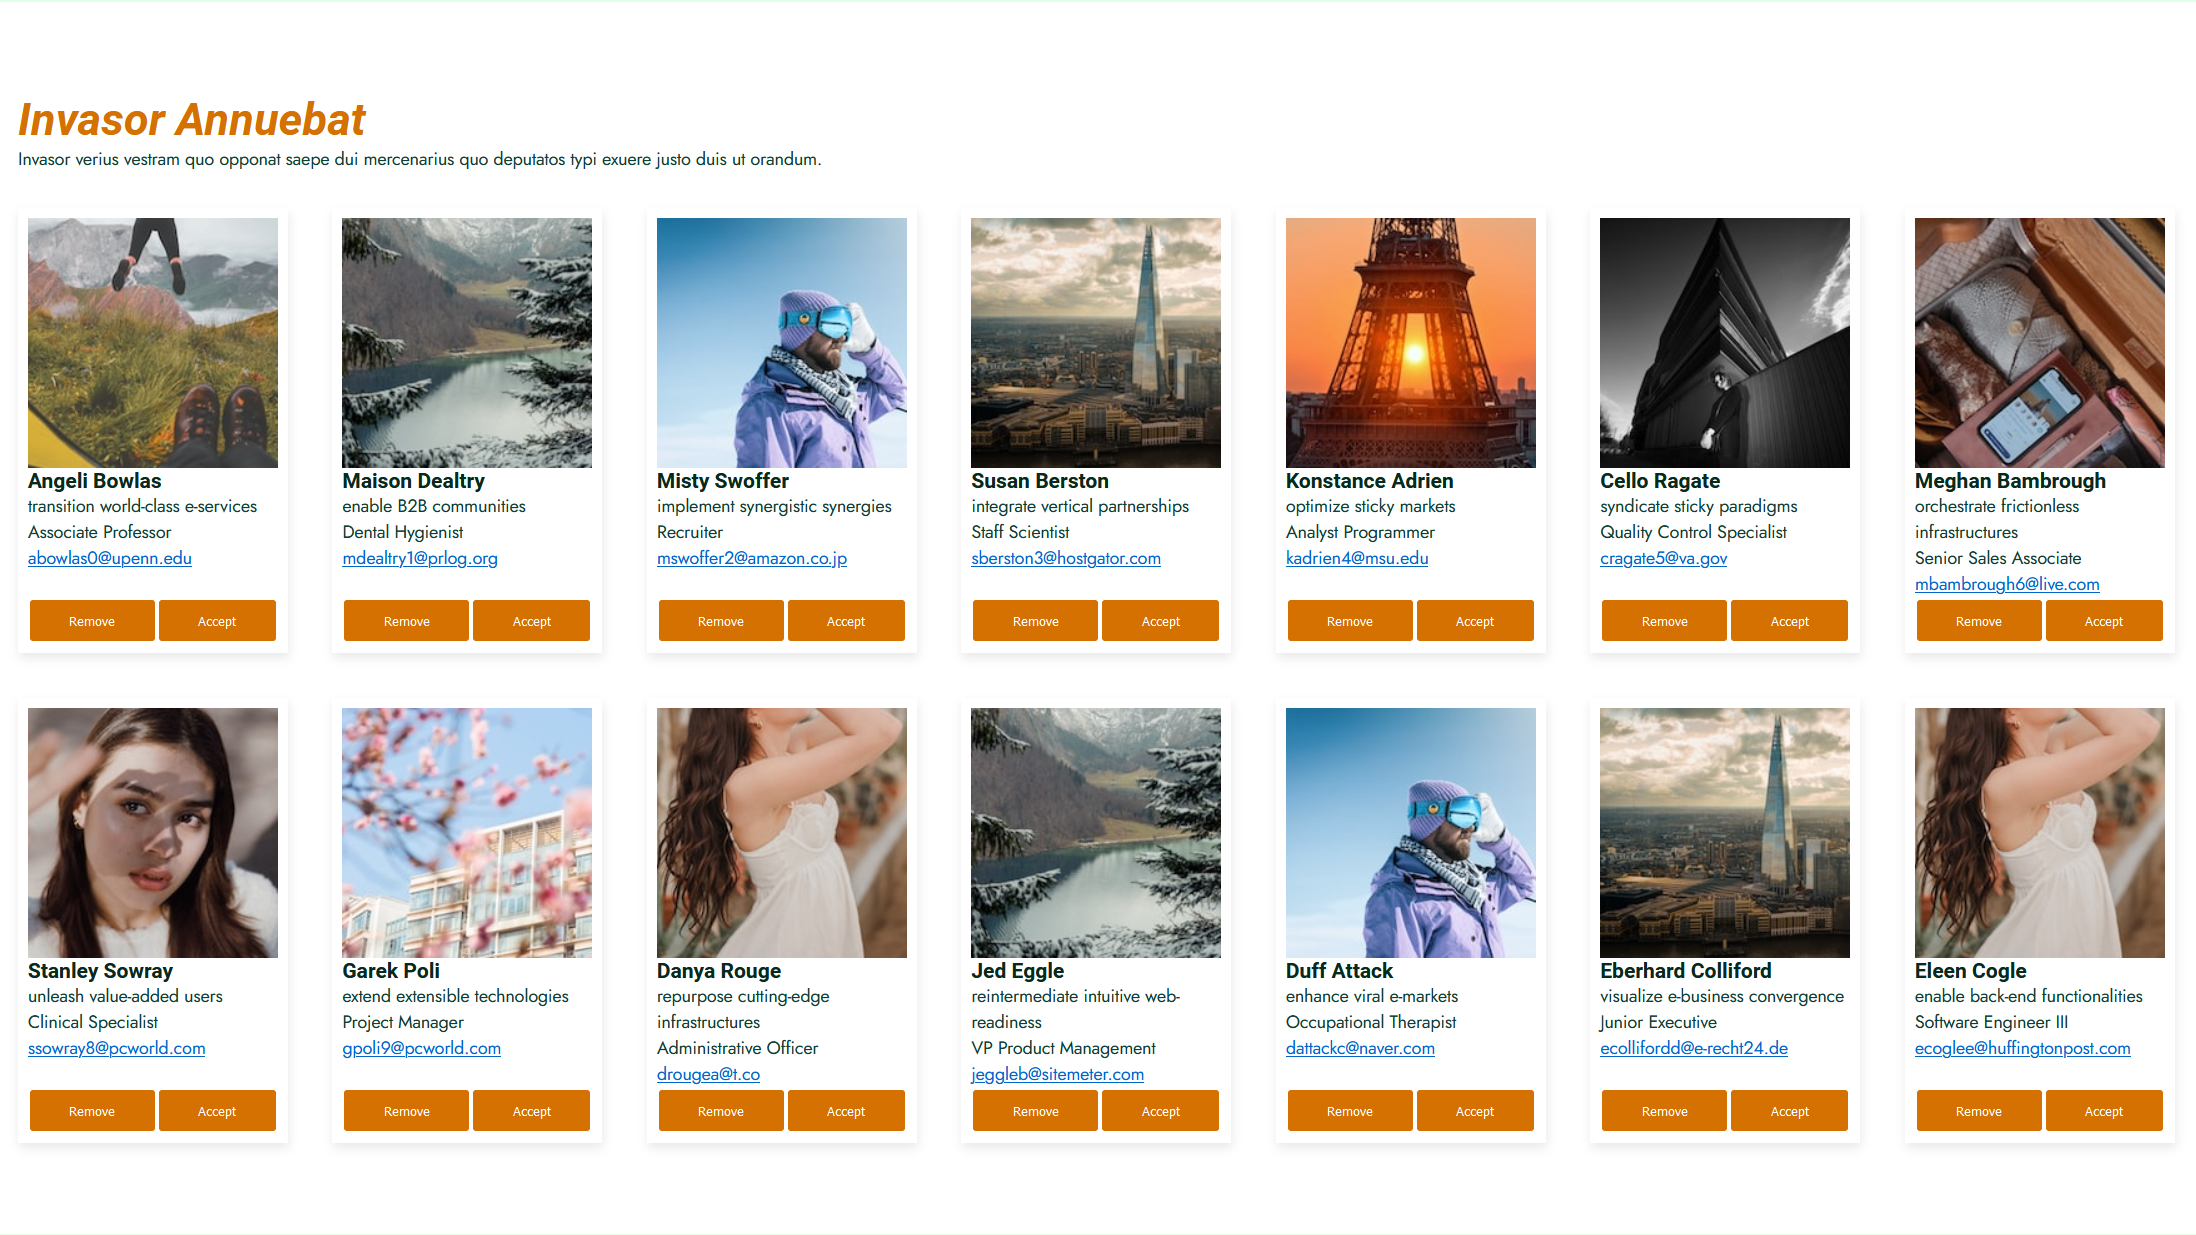 Invasor Annuebat
Invasor verius vestram quo opponat saepe dui mercenarius quo deputatos typi exuere justo duis ut orandum.
Angeli Bowlas
transition world-class e-services
Associate Professor
abowlas0@upenn.edu
Remove
Accept
Maison Dealtry
enable B2B communities
Dental Hygienist
mdealtry1@prlog.org
Remove
Accept
Misty Swoffer
implement synergistic synergies
Recruiter
mswoffer2@amazon.co.jp
Remove
Accept
Susan Berston
integrate vertical partnerships
Staff Scientist
sberston3@hostgator.com
Remove
Accept
Konstance Adrien
optimize sticky markets
Analyst Programmer
kadrien4@msu.edu
Remove
Accept
Cello Ragate
syndicate sticky paradigms
Quality Control Specialist
cragate5@va.gov
Remove
Accept
Meghan Bambrough
orchestrate frictionless
infrastructures
Senior Sales Associate
mbambrough6@live.com
Remove
Accept
Stanley Sowray
unleash value-added users
Clinical Specialist
ssowray8@pcworld.com
Remove
Accept
Garek Poli
extend extensible technologies
Project Manager
gpoli9@pcworld.com
Remove
Accept
Danya Rouge
repurpose cutting-edge
infrastructures
Administrative Officer
drougea@t.co
Remove
Accept
Jed Eggle
reintermediate intuitive web-
readiness
VP Product Management
jeggleb@sitemeter.com
Remove
Accept
Duff Attack
enhance viral e-markets
Occupational Therapist
dattackc@naver.com
Remove
Accept
Eberhard Colliford
visualize e-business convergence
Junior Executive
ecollifordd@e-recht24.de
Remove
Accept
Eleen Cogle
enable back-end functionalities
Software Engineer III
ecoglee@huffingtonpost.com
Remove
Accept